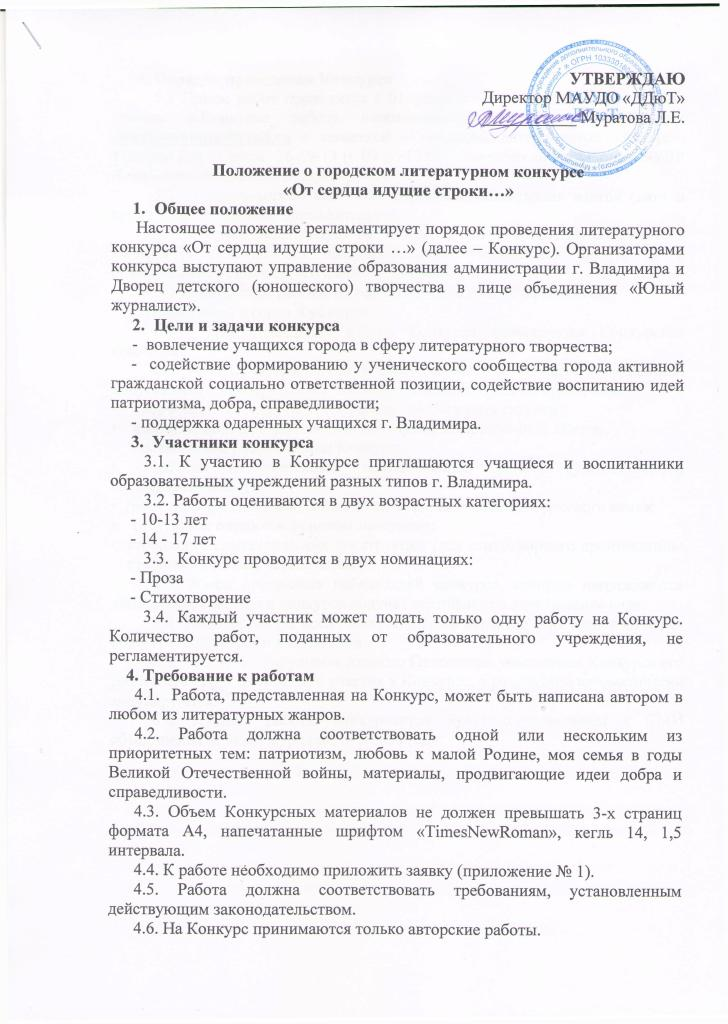 УТВЕРЖДАЮ
Директор МАУДО «ДДюТ»
Муратова Л.Е.
Положение о городском литературном конкурсе
«От сердца идущие строки…»
1. Общее положение
Настоящее положение регламентирует порядок проведения литературного
конкурса «От сердца идущие строки …» (далее – Конкурс). Организаторами
конкурса выступают управление образования администрации г. Владимира и
Дворец детского (юношеского) творчества в лице объединения «Юный
журналист».
2. Цели и задачи конкурса
- вовлечение учащихся города в сферу литературного творчества;
- содействие формированию у ученического сообщества города активной
гражданской социально ответственной позиции, содействие воспитанию идей
патриотизма, добра, справедливости;
- поддержка одаренных учащихся г. Владимира.
3. Участники конкурса
3.1. К участию в Конкурсе приглашаются учащиеся и воспитанники
образовательных учреждений разных типов г. Владимира.
3.2. Работы оцениваются в двух возрастных категориях:
- 10-13 лет
- 14 - 17 лет
3.3. Конкурс проводится в двух номинациях:
- Проза
- Стихотворение
3.4. Каждый участник может подать только одну работу на Конкурс.
Количество работ, поданных от образовательного учреждения, не
регламентируется.
4. Требование к работам
4.1. Работа, представленная на Конкурс, может быть написана автором в
любом из литературных жанров.
4.2. Работа должна соответствовать одной или нескольким из
приоритетных тем: патриотизм, любовь к малой Родине, моя семья в годы
Великой Отечественной войны, материалы, продвигающие идеи добра и
справедливости.
4.3. Объем Конкурсных материалов не должен превышать 3-х страниц
формата А4, напечатанные шрифтом «TimesNewRoman», кегль 14, 1,5
интервала.
4.4. К работе необходимо приложить заявку (приложение № 1).
4.5. Работа должна соответствовать требованиям, установленным
действующим законодательством.
4.6. На Конкурс принимаются только авторские работы.